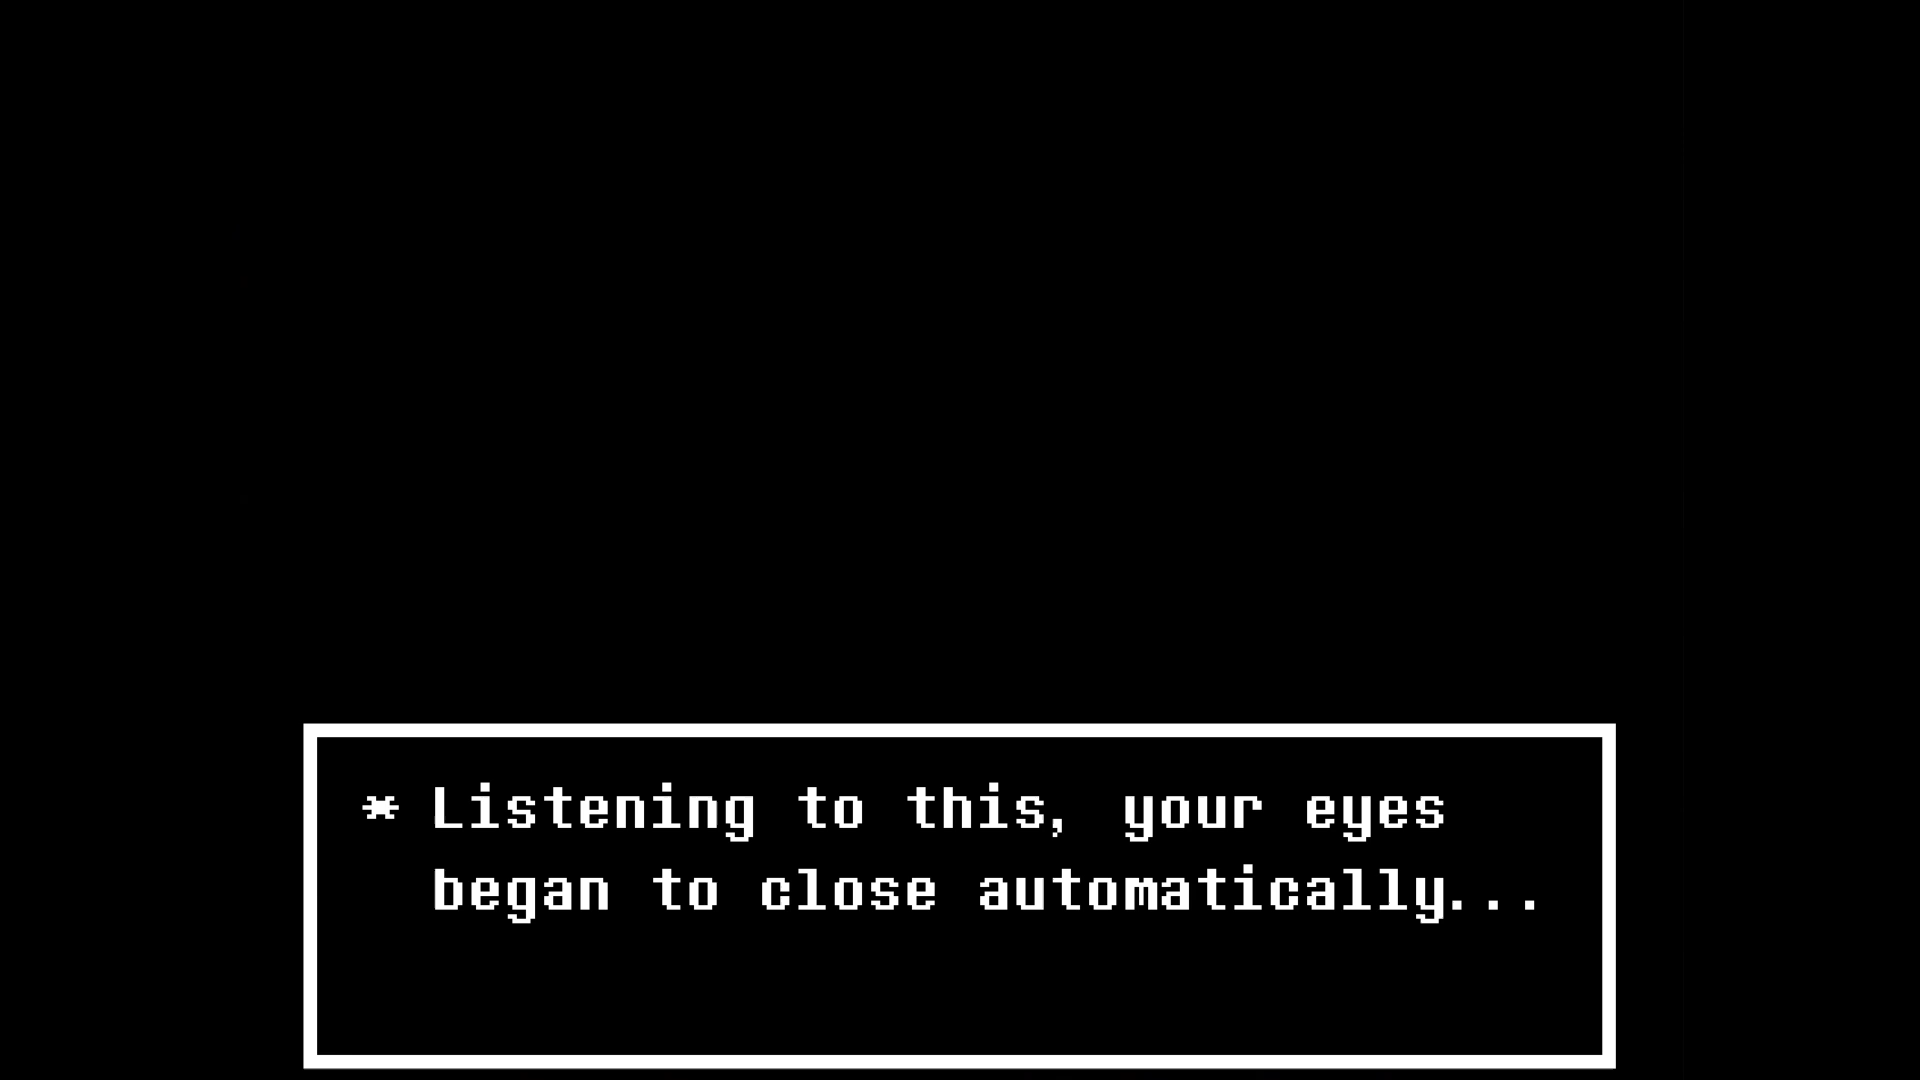 * Listening to this, your eyes
began to close automatically...